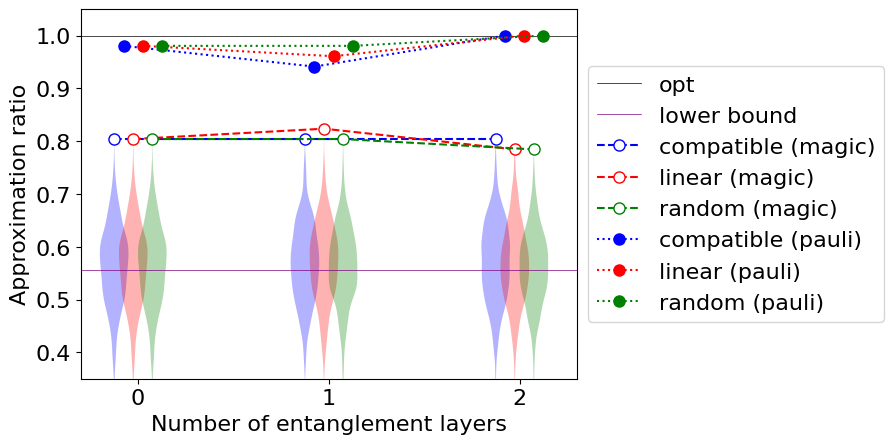 Approximation ratio
1.0
0.9
0.8
0.7
0.6
0.5
0.4
0
1
2
Number of entanglement layers
opt
lower bound
compatible (magic)
linear (magic)
random (magic)
compatible (pauli)
linear (pauli)
random (pauli)